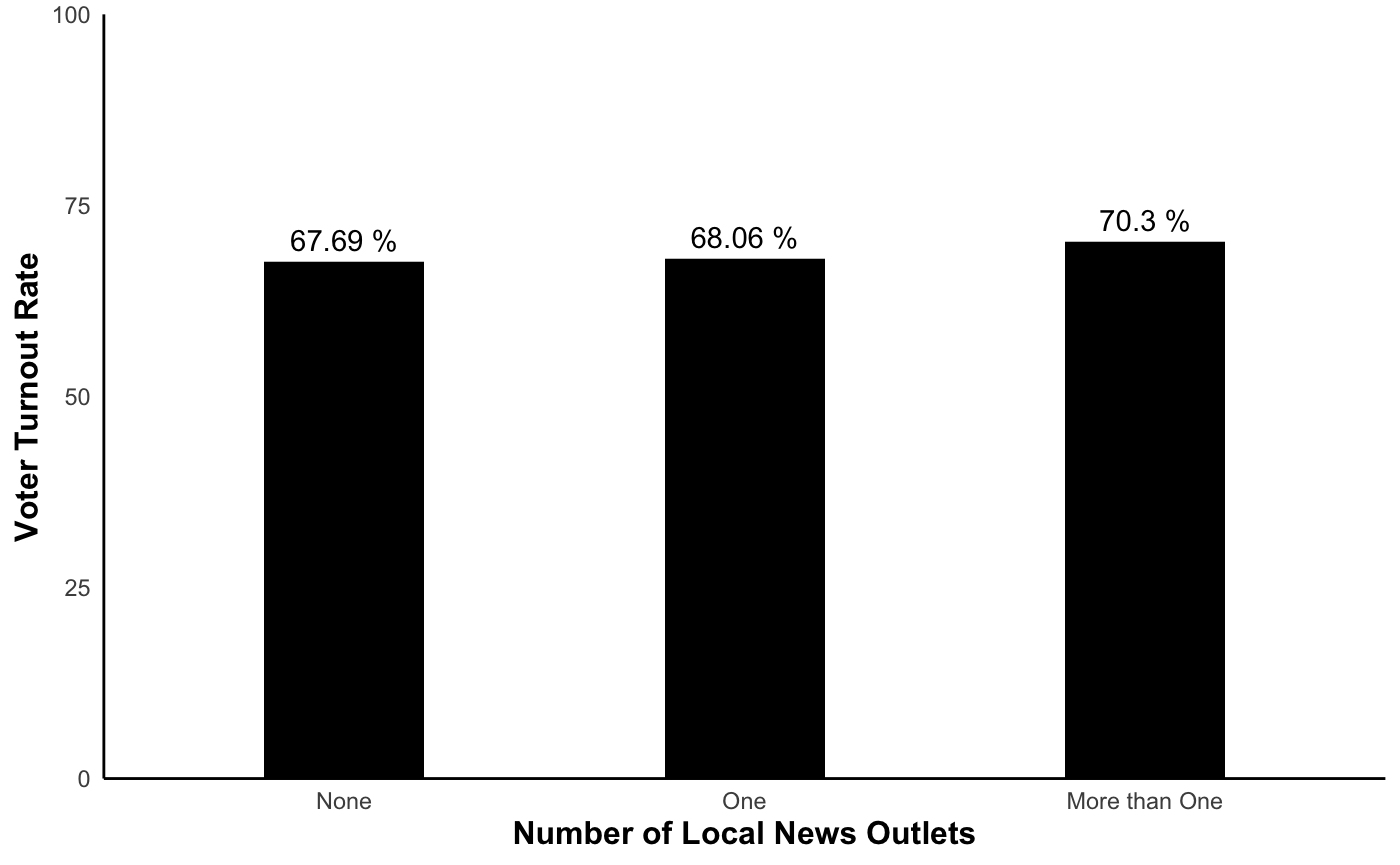 100
75
50
25
0
Voter Turnout Rate
67.69 %
68.06 %
70.3 %
None
One
More than One
Number of Local News Outlets